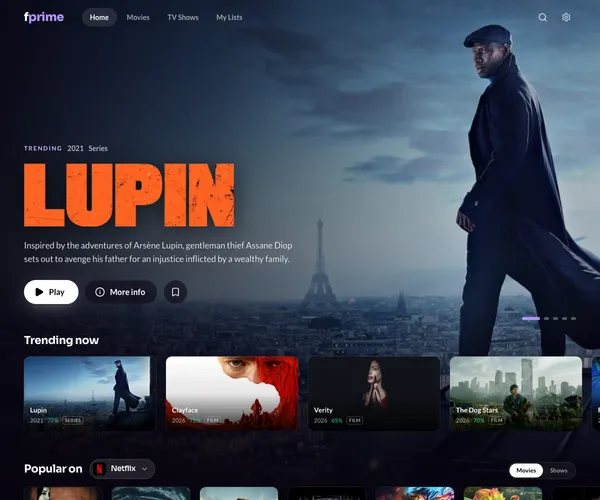 fprime
Home
Movies
TV Shows
My Lists
TRENDING 2021 Series
LUPIN
Inspired by the adventures of Arsène Lupin, gentleman thief Assane Diop
sets out to avenge his father for an injustice inflicted by a wealthy family.
Play
More info
Trending now
Lupin
2021 77% SERIES
Clayface
2026 75% FILM
Verity
2026 65% FILM
The Dog Stars
2026 70% FILM
Popular on
N Netflix
Movies
Shows